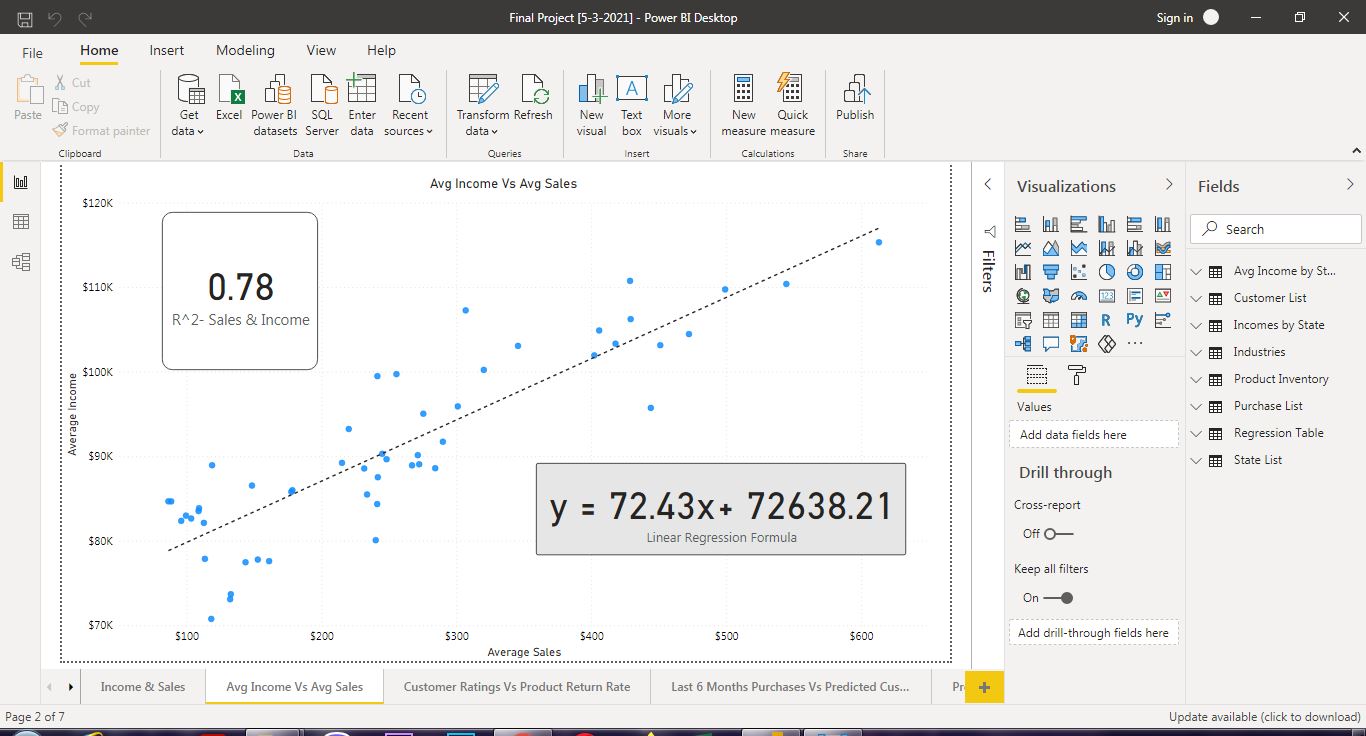 Final Project [5-3-2021] - Power BI Desktop
Sign in
File Home Insert Modeling View Help
Paste
Cut
Copy
Format painter
Clipboard
Get data
Excel
Power BI datasets
SQL Server
Enter data
Recent sources
Data
Transform data
Refresh
Queries
New visual
Text box
More visuals
Insert
New measure
Quick measure
Calculations
Publish
Share
Avg Income Vs Avg Sales
$120K
$110K
$100K
$90K
$80K
$70K
Average Income
0.78
R^2- Sales & Income
y = 72.43x+ 72638.21
Linear Regression Formula
$100 $200 $300 $400 $500 $600
Average Sales
Filters
Visualizations
123
R
Py
Values
Add data fields here
Drill through
Cross-report
Off
Keep all filters
On
Add drill-through fields here
Fields
Search
Avg Income by St...
Customer List
Incomes by State
Industries
Product Inventory
Purchase List
Regression Table
State List
Income & Sales
Avg Income Vs Avg Sales
Customer Ratings Vs Product Return Rate
Last 6 Months Purchases Vs Predicted Cus...
Page 2 of 7
Update available (click to download)